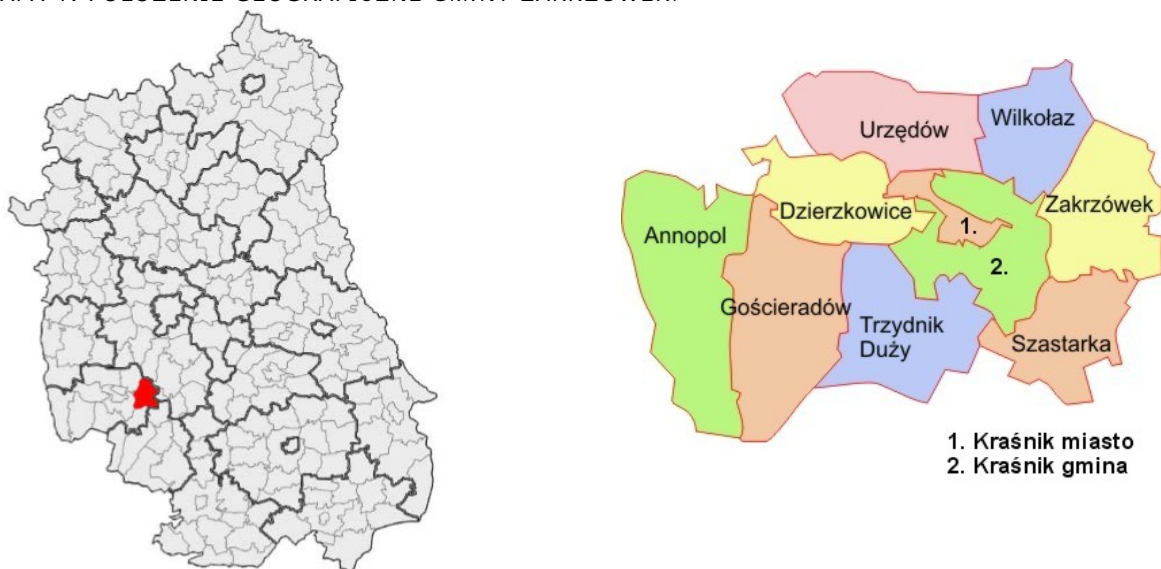 Urzędów
Wilkołaz
Dzierzkowice
Zakrzówek
Annopol
1.
2.
Gościeradów
Trzydnik
Duży
Szastarka
1. Kraśnik miasto
2. Kraśnik gmina